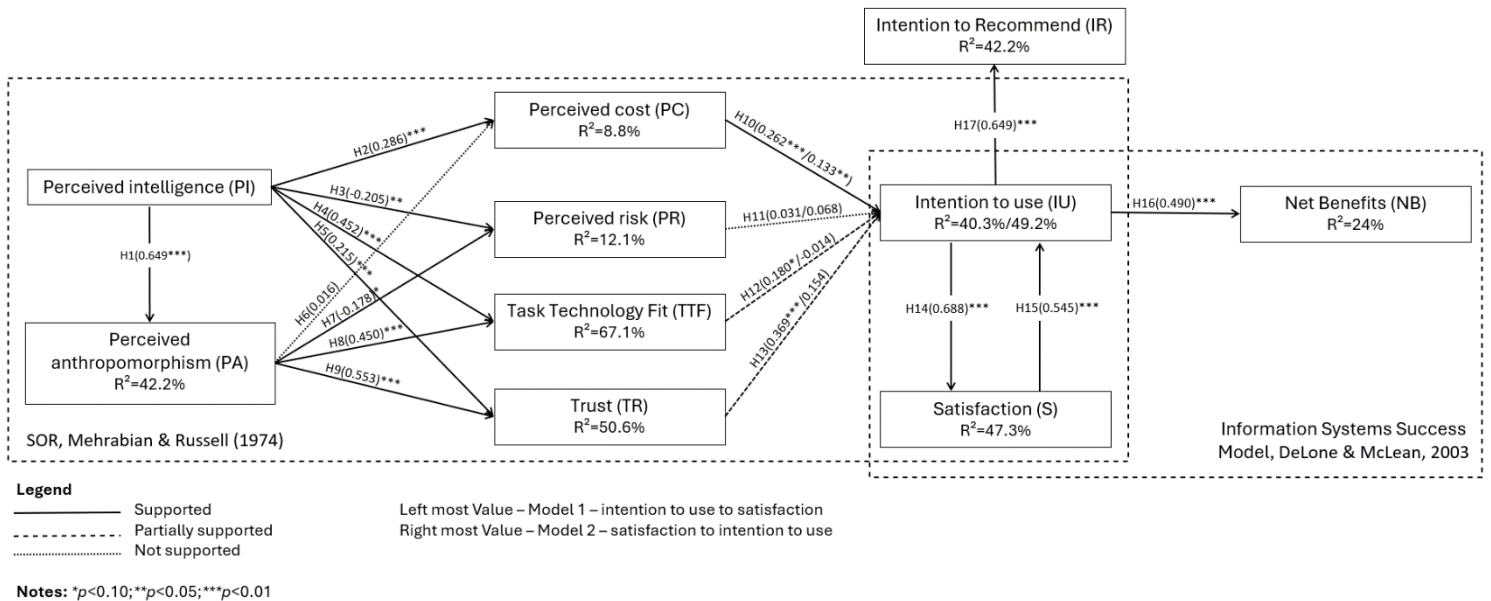 Intention to Recommend (IR)
R²=42.2%
Perceived cost (PC)
R²=8.8%
H10(0.262***/0.133**)
H17(0.649)***
H2(0.286)***
Perceived intelligence (PI)
H3(-0.205)**
H4(0.452)***
H5(0.215)***
Perceived risk (PR)
R²=12.1%
H11(0.031/0.068)
Intention to use (IU)
R²=40.3%/49.2%
H16(0.490)***
Net Benefits (NB)
R²=24%
H1(0.649***)
H6(0.016)
H7(-0.178)*
H8(0.450)***
H9(0.553)***
Task Technology Fit (TTF)
R²=67.1%
H12(0.180*/-0.014)
H13(0.369***/0.154)
H14(0.688)***
H15(0.545)***
Perceived
anthropomorphism (PA)
R²=42.2%
Trust (TR)
R²=50.6%
Satisfaction (S)
R²=47.3%
SOR, Mehrabian & Russell (1974)
Information Systems Success
Model, DeLone & McLean, 2003
Legend
Supported
Partially supported
Not supported
Left most Value – Model 1 – intention to use to satisfaction
Right most Value – Model 2 – satisfaction to intention to use
Notes: *p<0.10;**p<0.05;***p<0.01